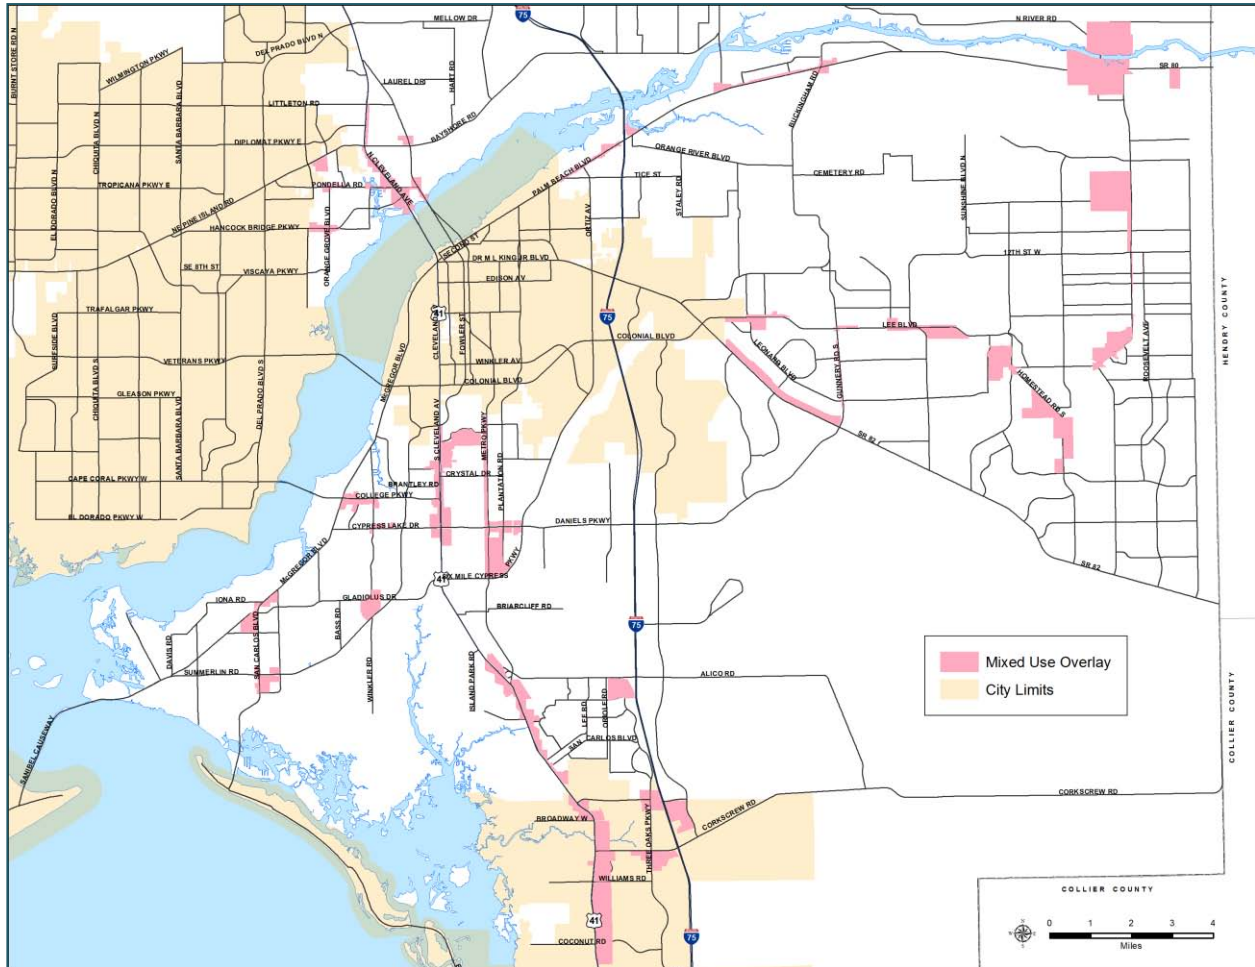 MELLOW DR
75
N RIVER RD
BURNT STORE RD N
DEL PRADO BLVD N
WILMINGTON PKWY
SANTA BARBARA BLVD
LAUREL DR
HART RD
SR 80
LITTLETON RD
BAYSHORE RD
BUCKINGHAM RD
CHIQUITA BLVD N
DIPLOMAT PKWY E
N CLEVELAND AVE
ORANGE RIVER BLVD
PALM BEACH BLVD
TICE ST
CEMETERY RD
STALEY RD
SUNSHINE BLVD N
TROPICANA PKWY E
PONDELLA RD
EL DORADO BLVD N
NE PINE ISLAND RD
HANCOCK BRIDGE PKWY
ORANGE GROVE BLVD
ORTIZ AV
SECOND ST
12TH ST W
DR M L KING JR BLVD
SE 8TH ST
VISCAYA PKWY
EDISON AV
HENDRY COUNTY
TRAFALGAR PKWY
41
75
CLEVELAND AV
FOWLER ST
LEE BLVD
COLONIAL BLVD
SURFSIDE BLVD
VETERANS PKWY
McGREGOR BLVD
WINKLER AV
LEONARD BLVD
GUNNERY RD S
ROOSEVELT AVE
COLONIAL BLVD
CHIQUITA BLVD S
GLEASON PKWY
SANTA BARBARA BLVD
DEL PRADO BLVD S
HOMESTEAD RD S
S CLEVELAND AV
METRO PKWY
SR 82
CAPE CORAL PKWY W
CRYSTAL DR
BRANTLEY RD
PLANTATION RD
COLLEGE PKWY
EL DORADO PKWY W
CYPRESS LAKE DR
DANIELS PKWY
McGREGOR BLVD
PKWY
SR 82
41
SIX MILE CYPRESS
IONA RD
GLADIOLUS DR
BRIARCLIFF RD
75
BASS RD
DAVIS RD
SAN CARLOS BLVD
Mixed Use Overlay
SUMMERLIN RD
WINKLER RD
ISLAND PARK RD
ALICO RD
City Limits
LEE RD
ORIOLE RD
SAN CARLOS BLVD
COLLIER COUNTY
SANIBEL CAUSEWAY
CORKSCREW RD
BROADWAY W
THREE OAKS PKWY
CORKSCREW RD
WILLIAMS RD
COLLIER COUNTY
41
75
COCONUT RD
N
W E
S
0 1 2 3 4
Miles